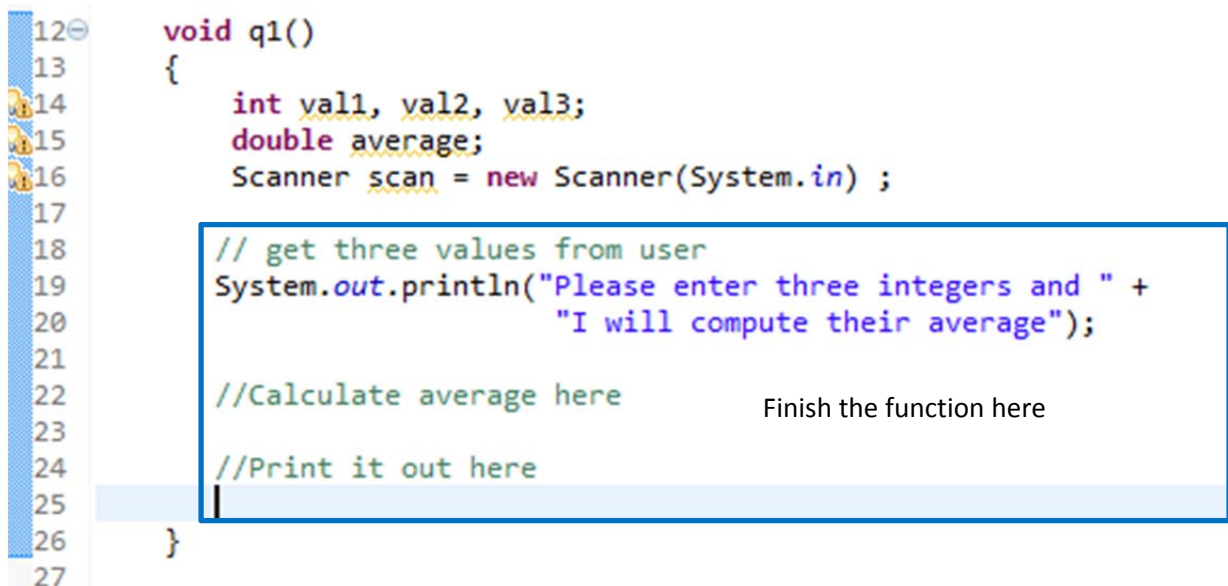 12 void q1()
13 {
14 int val1, val2, val3;
15 double average;
16 Scanner scan = new Scanner(System.in) ;
17
18 // get three values from user
19 System.out.println("Please enter three integers and " +
20 "I will compute their average");
21
22 //Calculate average here
Finish the function here
23
24 //Print it out here
25
26 }
27